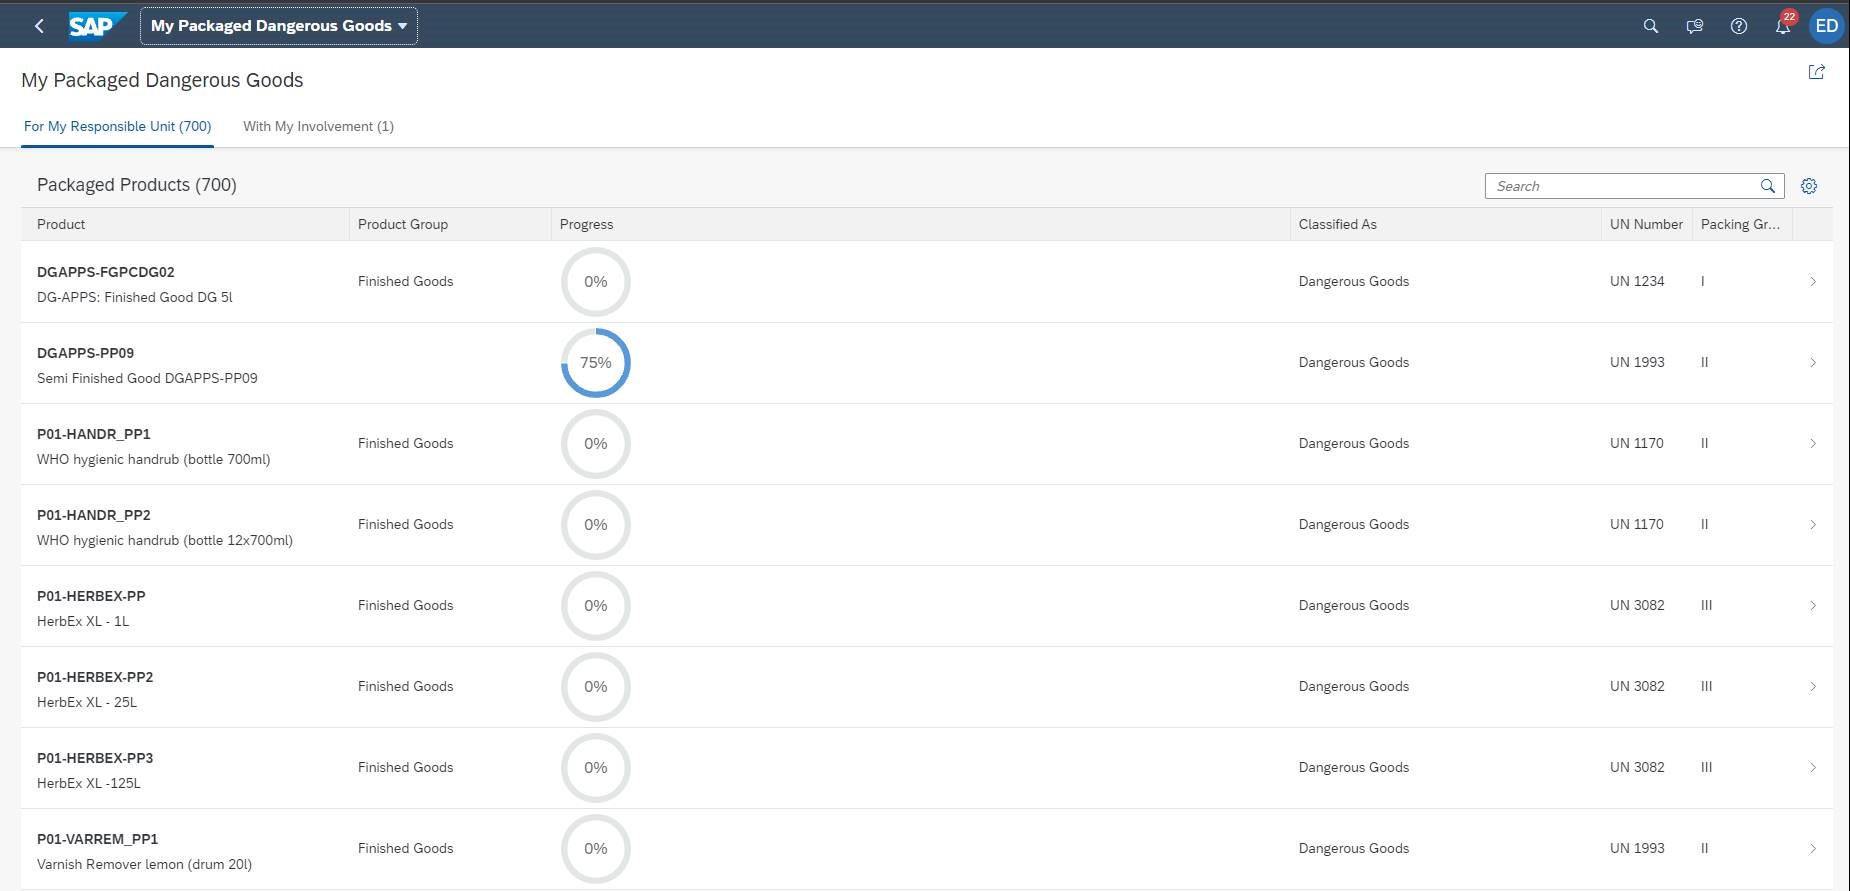 SAP My Packaged Dangerous Goods 22 ED
My Packaged Dangerous Goods
For My Responsible Unit (700) With My Involvement (1)
Packaged Products (700) Search
Product Product Group Progress Classified As UN Number Packing Gr...
DGAPPS-FGPCDG02
DG-APPS: Finished Good DG 5l
Finished Goods 0% Dangerous Goods UN 1234 I
DGAPPS-PP09
Semi Finished Good DGAPPS-PP09
75% Dangerous Goods UN 1993 II
P01-HANDR_PP1
WHO hygienic handrub (bottle 700ml)
Finished Goods 0% Dangerous Goods UN 1170 II
P01-HANDR_PP2
WHO hygienic handrub (bottle 12x700ml)
Finished Goods 0% Dangerous Goods UN 1170 II
P01-HERBEX-PP
HerbEx XL - 1L
Finished Goods 0% Dangerous Goods UN 3082 III
P01-HERBEX-PP2
HerbEx XL - 25L
Finished Goods 0% Dangerous Goods UN 3082 III
P01-HERBEX-PP3
HerbEx XL -125L
Finished Goods 0% Dangerous Goods UN 3082 III
P01-VARREM_PP1
Varnish Remover lemon (drum 20l)
Finished Goods 0% Dangerous Goods UN 1993 II